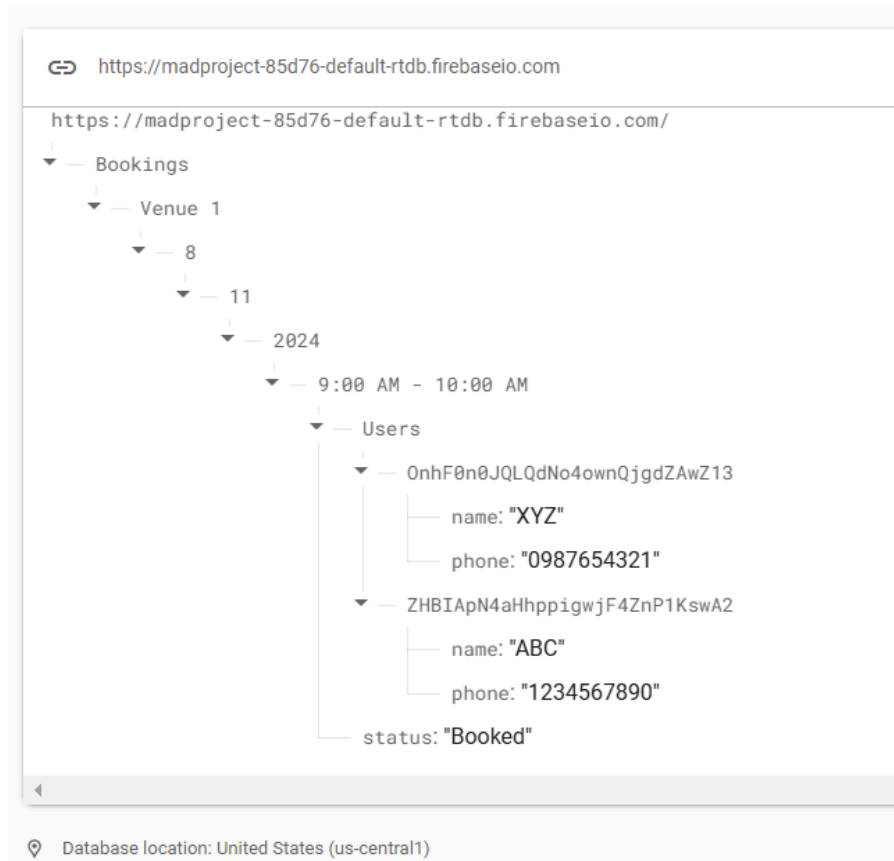 https://madproject-85d76-default-rtdb.firebaseio.com
https://madproject-85d76-default-rtdb.firebaseio.com/
Bookings
Venue 1
8
11
2024
9:00 AM - 10:00 AM
Users
OnhF0n0JQLQdNo4ownQjgdZAwZ13
name: "XYZ"
phone: "0987654321"
ZHBIApN4aHhppigwjF4ZnP1KswA2
name: "ABC"
phone: "1234567890"
status: "Booked"
Database location: United States (us-central1)